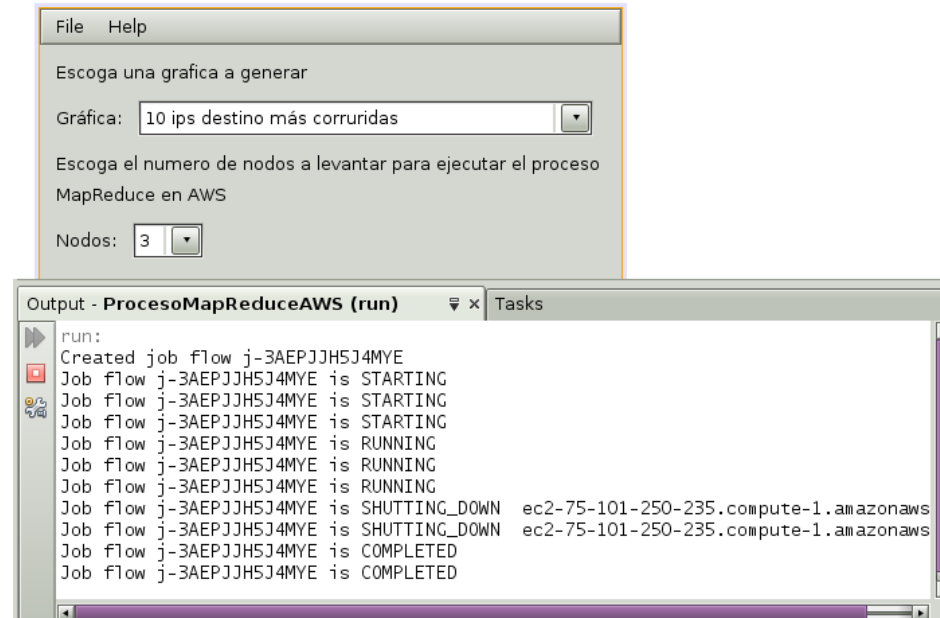 File Help
Escoga una grafica a generar
Gráfica: 10 ips destino más corruridas
Escoga el numero de nodos a levantar para ejecutar el proceso
MapReduce en AWS
Nodos: 3
Output - ProcesoMapReduceAWS (run) Tasks
run:
Created job flow j-3AEPJJH5J4MYE
Job flow j-3AEPJJH5J4MYE is STARTING
Job flow j-3AEPJJH5J4MYE is STARTING
Job flow j-3AEPJJH5J4MYE is STARTING
Job flow j-3AEPJJH5J4MYE is RUNNING
Job flow j-3AEPJJH5J4MYE is RUNNING
Job flow j-3AEPJJH5J4MYE is RUNNING
Job flow j-3AEPJJH5J4MYE is SHUTTING_DOWN ec2-75-101-250-235.compute-1.amazonaws
Job flow j-3AEPJJH5J4MYE is SHUTTING_DOWN ec2-75-101-250-235.compute-1.amazonaws
Job flow j-3AEPJJH5J4MYE is COMPLETED
Job flow j-3AEPJJH5J4MYE is COMPLETED